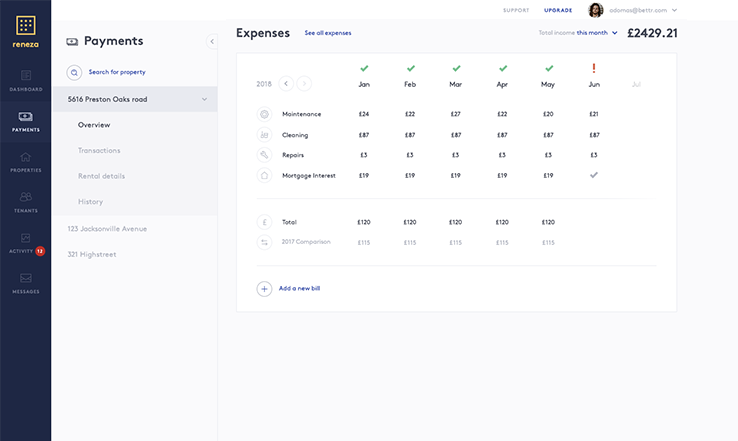 SUPPORT UPGRADE adamas@bettr.com
reneza
DASHBOARD
PAYMENTS
PROPERTIES
TENANTS
ACTIVITY 12
MESSAGES
Payments
Search for property
5616 Preston Oaks road
Overview
Transactions
Rental details
History
123 Jacksonville Avenue
321 Highstreet
Expenses See all expenses Total income this month £2429.21
2018 Jan Feb Mar Apr May Jun Jul
Maintenance £24 £22 £27 £22 £20 £21
Cleaning £87 £87 £87 £87 £87 £87
Repairs £3 £3 £3 £3 £3 £3
Mortgage Interest £19 £19 £19 £19 £19
£ Total £120 £120 £120 £120 £120
2017 Comparison £115 £115 £115 £115 £115
Add a new bill